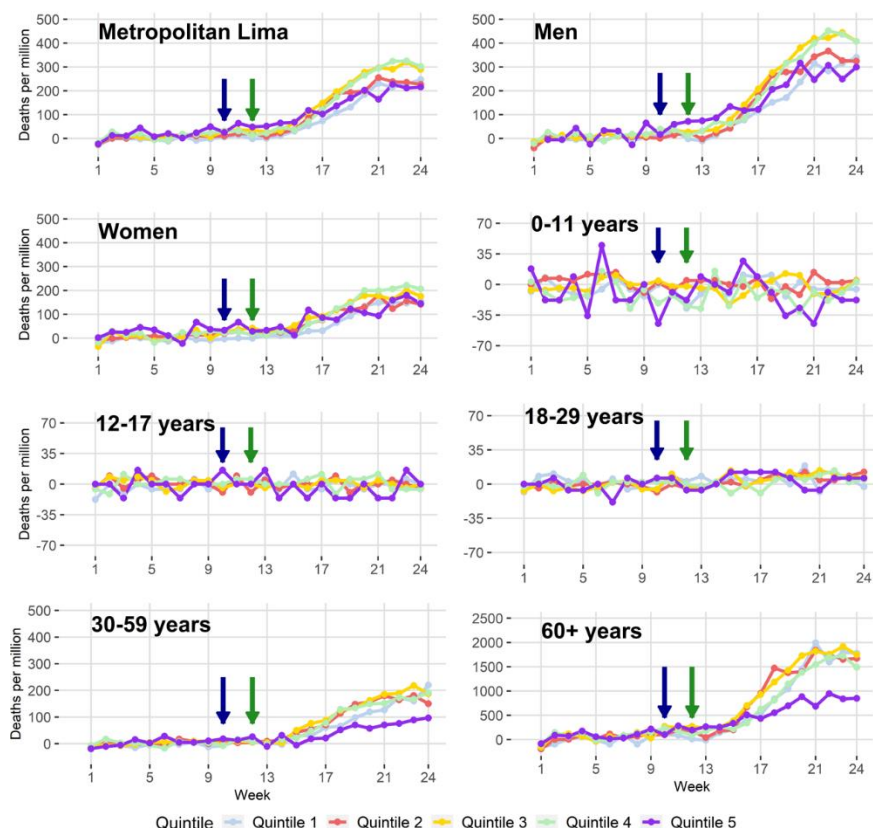 Metropolitan Lima
Deaths per million
500
400
300
200
100
0
1 5 9 13 17 21 24
Men
500
400
300
200
100
0
1 5 9 13 17 21 24
Women
Deaths per million
500
400
300
200
100
0
1 5 9 13 17 21 24
0-11 years
70
35
0
-35
-70
1 5 9 13 17 21 24
12-17 years
Deaths per million
70
35
0
-35
-70
1 5 9 13 17 21 24
18-29 years
70
35
0
-35
-70
1 5 9 13 17 21 24
30-59 years
Deaths per million
500
400
300
200
100
0
1 5 9 13 17 21 24
Week
60+ years
2500
2000
1500
1000
500
0
1 5 9 13 17 21 24
Week
Quintile Quintile 1 Quintile 2 Quintile 3 Quintile 4 Quintile 5